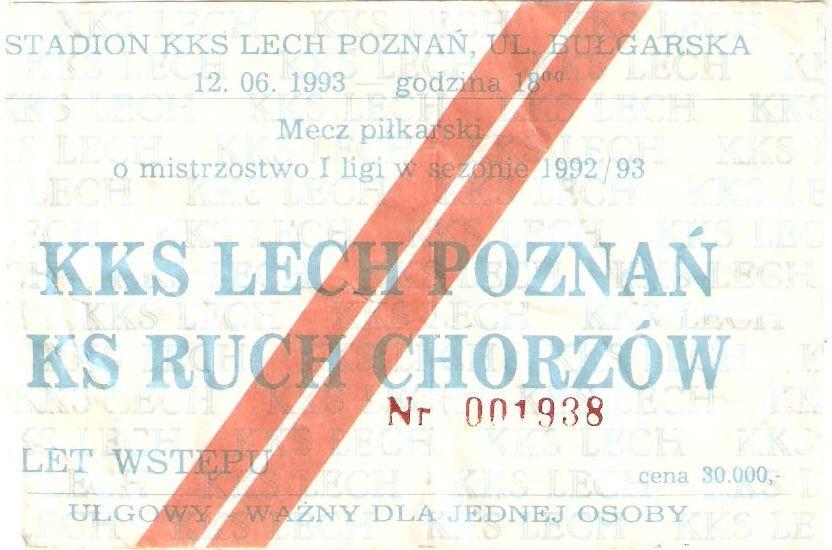 STADION KKS LECH POZNAŃ, UL. BUŁGARSKA
12. 06. 1993 — godzina 18⁰⁰
Mecz piłkarski
o mistrzostwo I ligi w sezonie 1992/93
KKS LECH POZNAŃ
KS RUCH CHORZÓW
Nr 001938
LET WSTĘPU
cena 30.000,-
ULGOWY - WAŻNY DLA JEDNEJ OSOBY